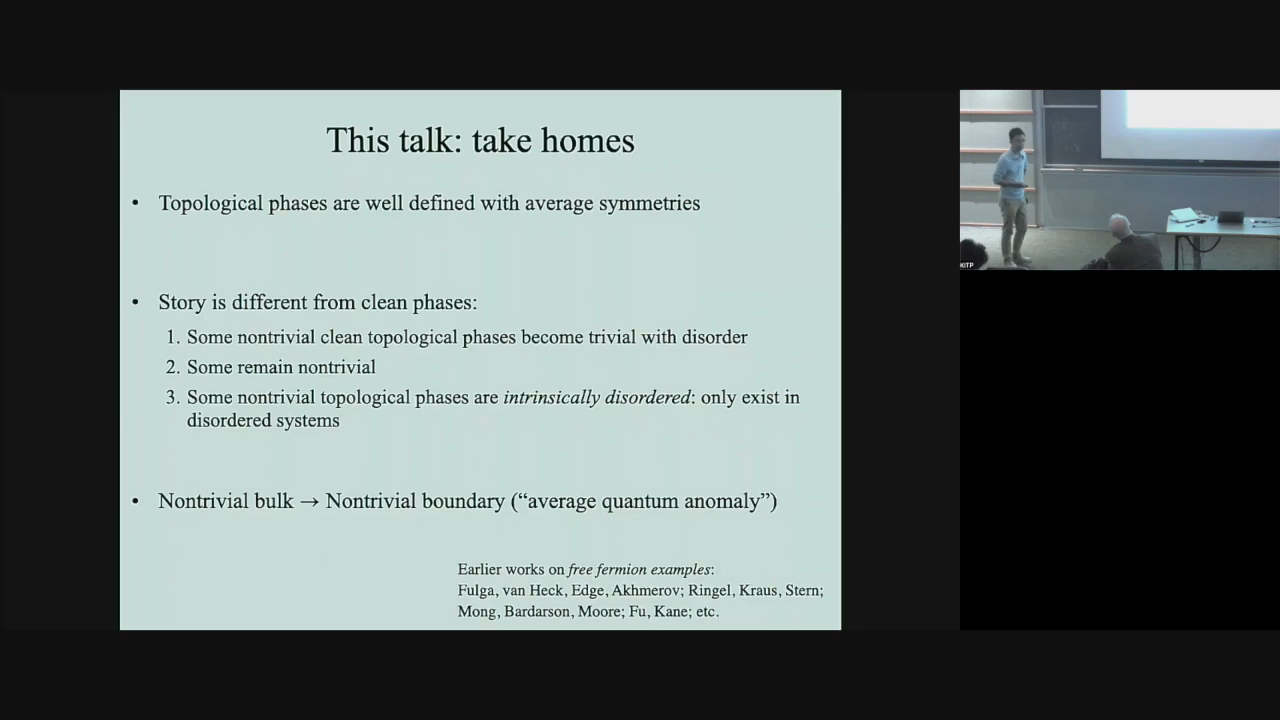 This talk: take homes
• Topological phases are well defined with average symmetries
• Story is different from clean phases:
1. Some nontrivial clean topological phases become trivial with disorder
2. Some remain nontrivial
3. Some nontrivial topological phases are intrinsically disordered: only exist in
disordered systems
• Nontrivial bulk → Nontrivial boundary (“average quantum anomaly”)
Earlier works on free fermion examples:
Fulga, van Heck, Edge, Akhmerov; Ringel, Kraus, Stern;
Mong, Bardarson, Moore; Fu, Kane; etc.
KITP